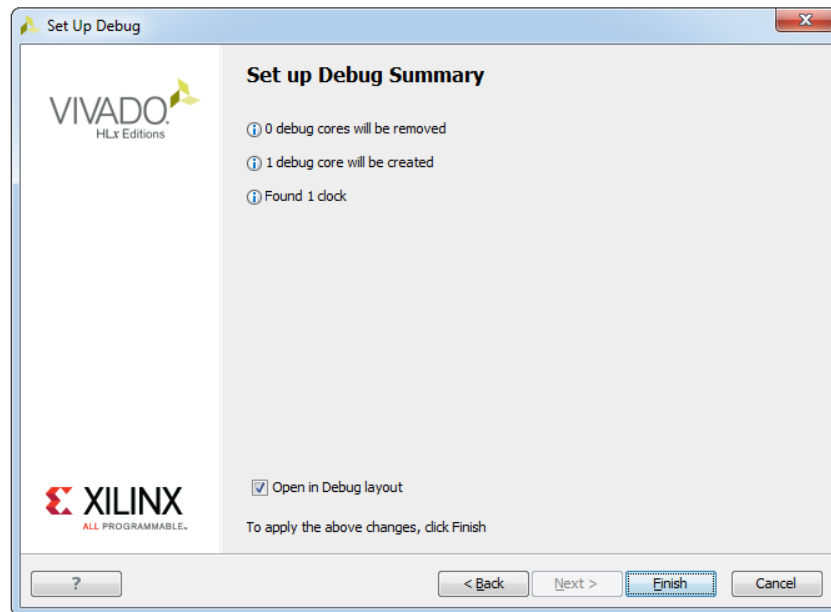 Set Up Debug
X
VIVADO.
HLx Editions
Set up Debug Summary
0 debug cores will be removed
1 debug core will be created
Found 1 clock
XILINX
ALL PROGRAMMABLE.
Open in Debug layout
To apply the above changes, click Finish
?
< Back
Next >
Finish
Cancel